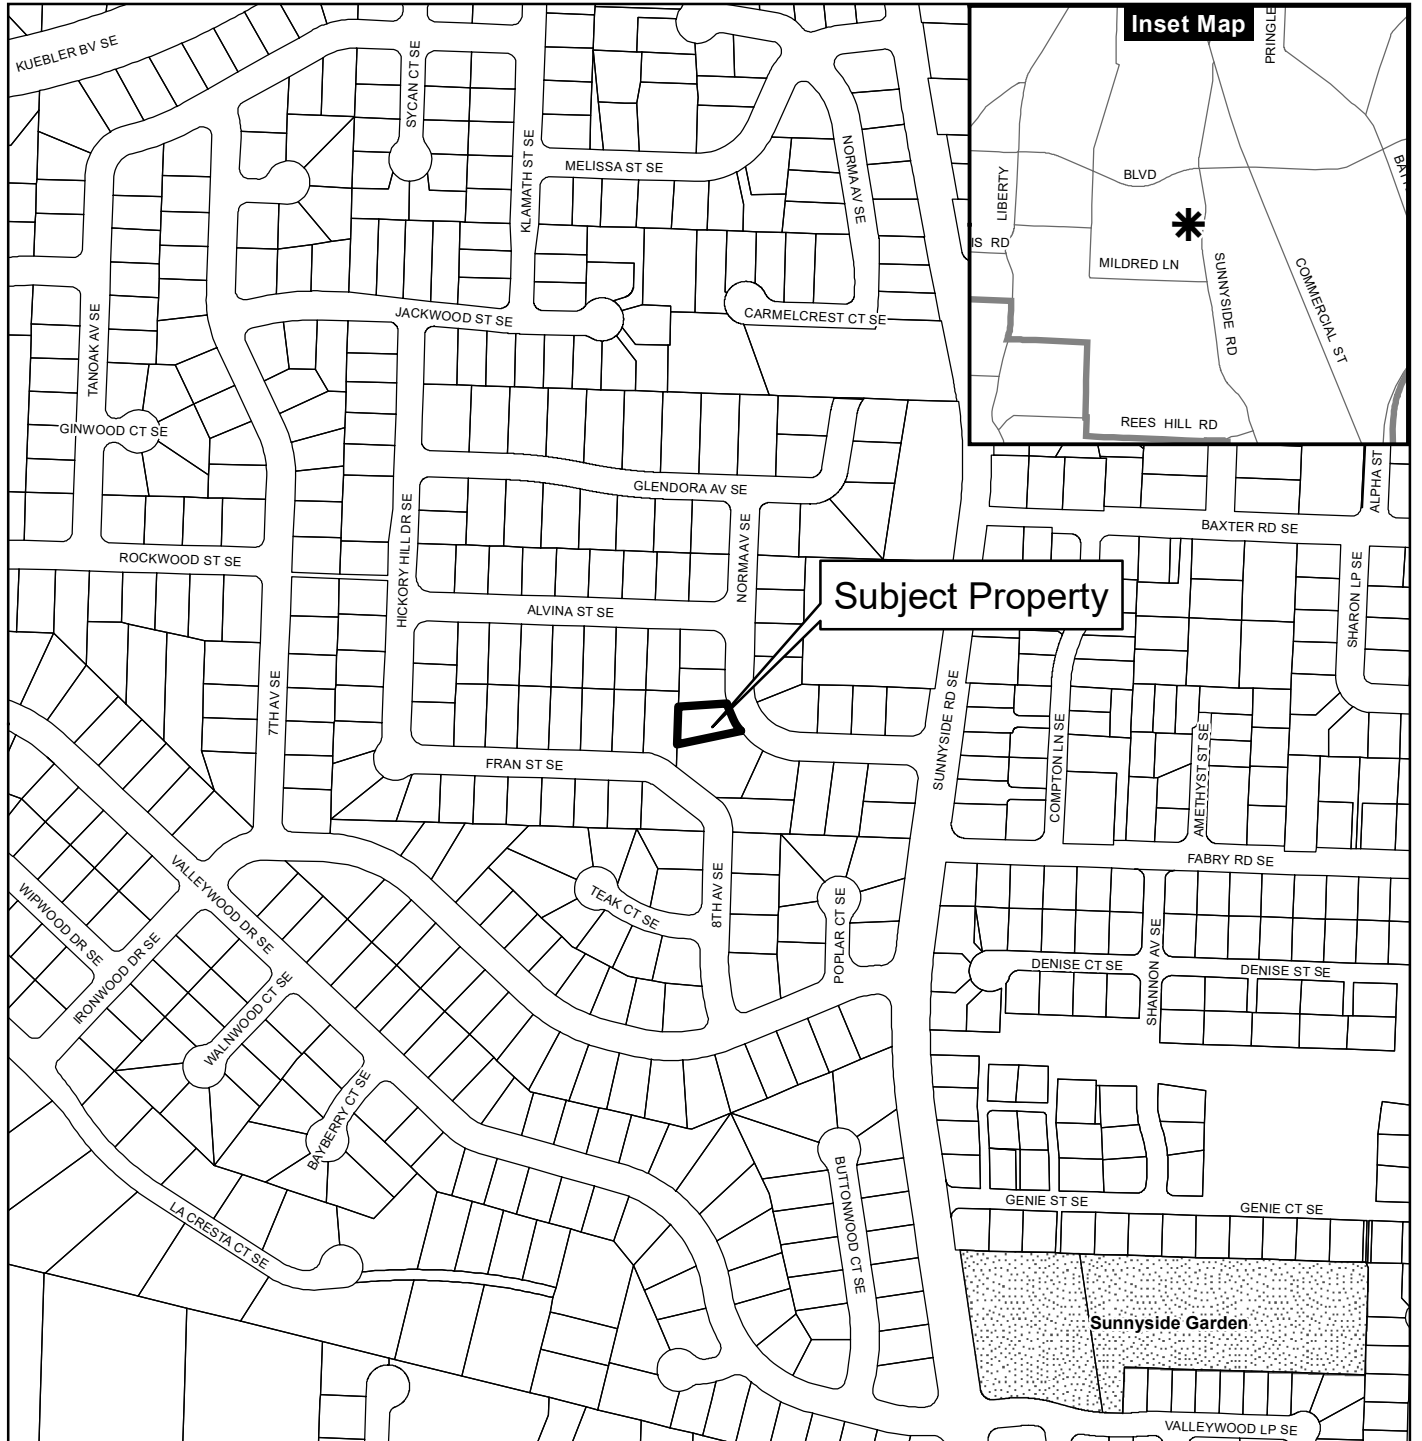 Inset Map
PRINGLE
BLVD
LIBERTY
IS RD
MILDRED LN
SUNNYSIDE RD
COMMERCIAL ST
REES HILL RD
KUEBLER BV SE
SYCAN CT SE
KLAMATH ST SE
MELISSA ST SE
NORMA AV SE
TANOAK AV SE
JACKWOOD ST SE
CARMELCREST CT SE
GINWOOD CT SE
GLENDORA AV SE
HICKORY HILL DR SE
NORMA AV SE
ALPHA ST
BAXTER RD SE
ROCKWOOD ST SE
SHARON LP SE
ALVINA ST SE
Subject Property
7TH AV SE
SUNNYSIDE RD SE
COMPTON LN SE
AMETHYST ST SE
FRAN ST SE
FABRY RD SE
VALLEYWOOD DR SE
WIPWOOD DR SE
IRONWOOD DR SE
TEAK CT SE
8TH AV SE
POPLAR CT SE
SHANNON AV SE
DENISE CT SE
DENISE ST SE
WALNWOOD CT SE
BAYBERRY CT SE
BUTTONWOOD CT SE
GENIE ST SE
GENIE CT SE
LA CRESTA CT SE
Sunnyside Garden
VALLEYWOOD LP SE